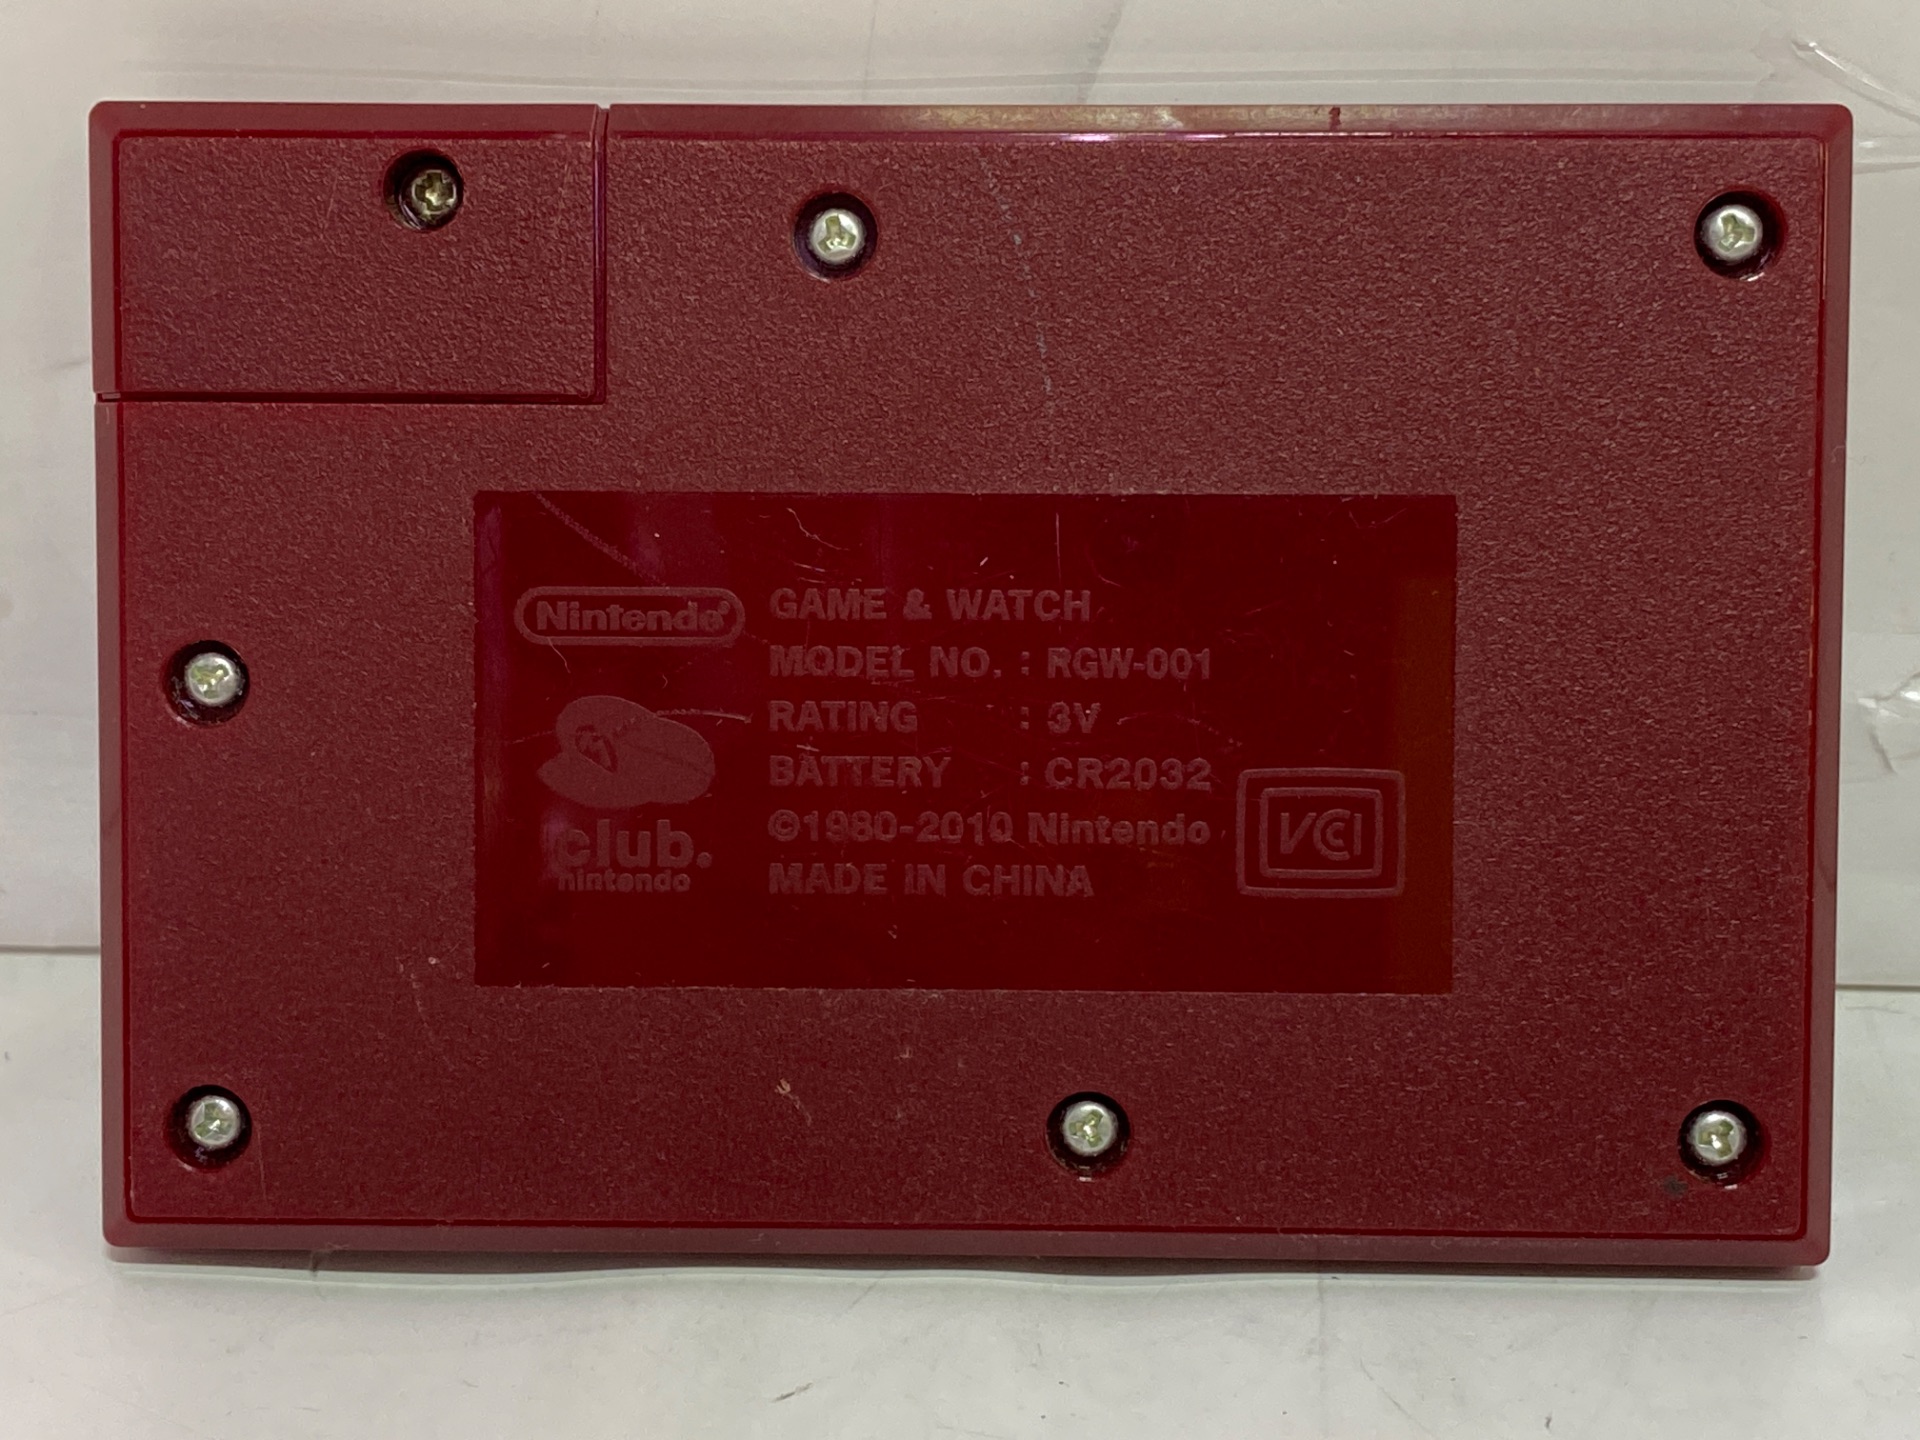 Nintendo®
GAME & WATCH
MODEL NO. : RGW-001
RATING : 3V
BATTERY : CR2032
©1980-2010 Nintendo
MADE IN CHINA
M
club.
nintendo
VCCI